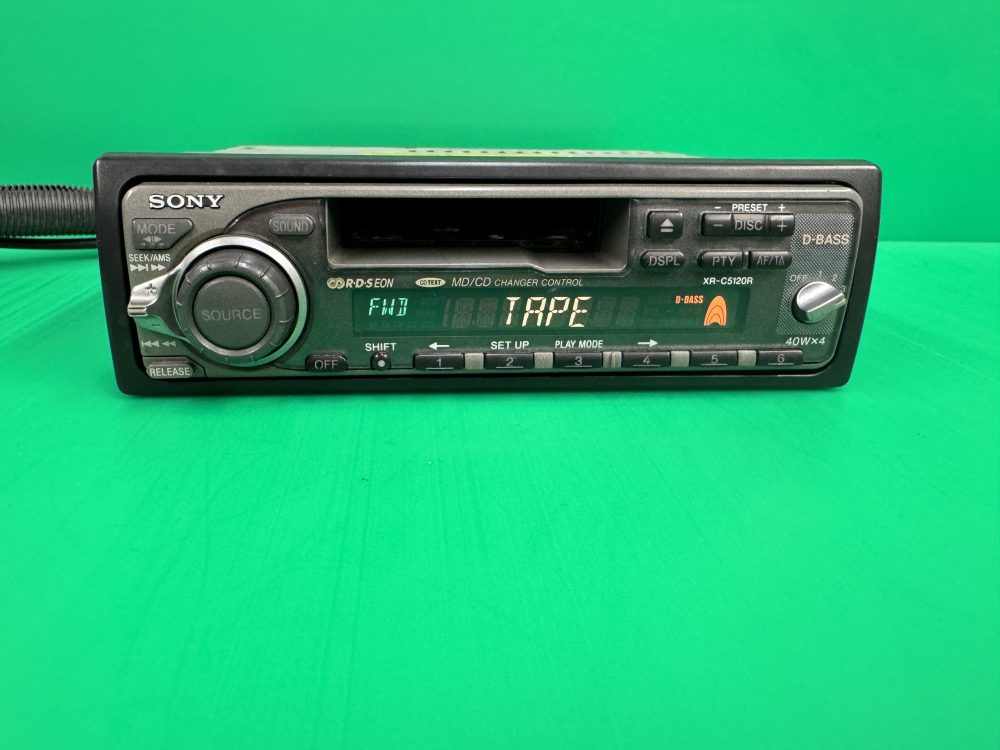 SONY
MODE
SOUND
SEEK/AMS
SOURCE
OFF
RELEASE
R·D·S EON
CD TEXT
MD/CD CHANGER CONTROL
XR-C5120R
FWD
TAPE
D-BASS
SHIFT
SET UP
PLAY MODE
1
2
3
4
5
6
- PRESET +
- DISC +
DSPL
PTY
AF/TA
D-BASS
OFF 1 2
40W×4